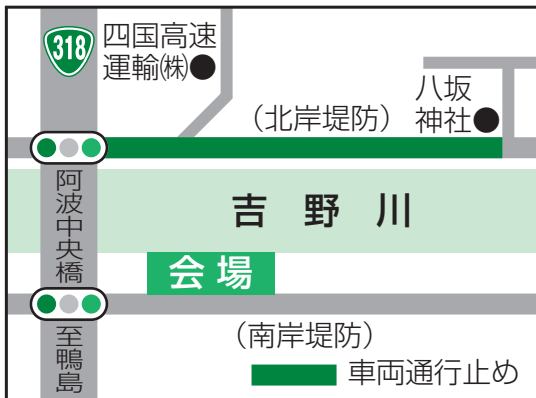 318
四国高速
運輸㈱●
八坂
神社●
(北岸堤防)
阿波中央橋
吉野川
会場
至鴨島
(南岸堤防)
車両通行止め